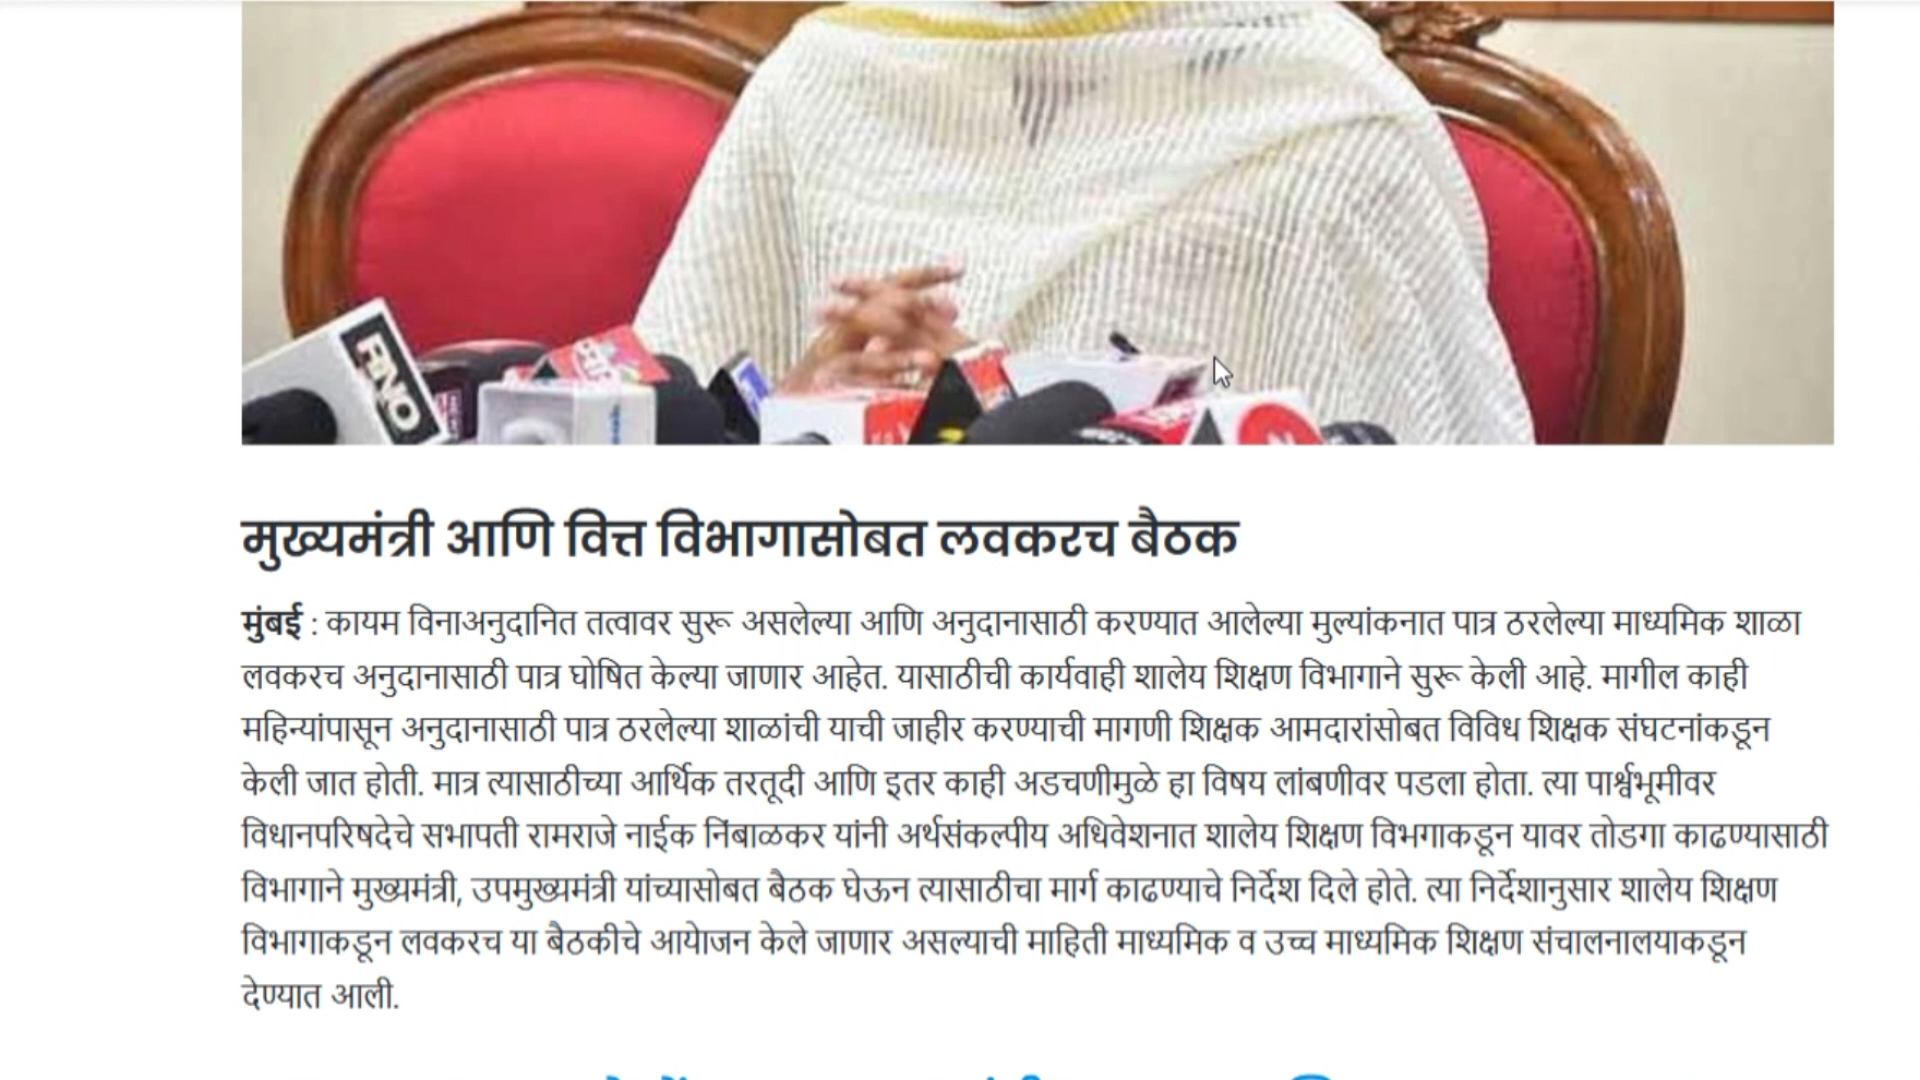 RNO
मुख्यमंत्री आणि वित्त विभागासोबत लवकरच बैठक
मुंबई : कायम विनाअनुदानित तत्वावर सुरू असलेल्या आणि अनुदानासाठी करण्यात आलेल्या मुल्यांकनात पात्र ठरलेल्या माध्यमिक शाळा
लवकरच अनुदानासाठी पात्र घोषित केल्या जाणार आहेत. यासाठीची कार्यवाही शालेय शिक्षण विभागाने सुरू केली आहे. मागील काही
महिन्यांपासून अनुदानासाठी पात्र ठरलेल्या शाळांची याची जाहीर करण्याची मागणी शिक्षक आमदारांसोबत विविध शिक्षक संघटनांकडून
केली जात होती. मात्र त्यासाठीच्या आर्थिक तरतूदी आणि इतर काही अडचणीमुळे हा विषय लांबणीवर पडला होता. त्या पार्श्वभूमीवर
विधानपरिषदेचे सभापती रामराजे नाईक निंबाळकर यांनी अर्थसंकल्पीय अधिवेशनात शालेय शिक्षण विभगाकडून यावर तोडगा काढण्यासाठी
विभागाने मुख्यमंत्री, उपमुख्यमंत्री यांच्यासोबत बैठक घेऊन त्यासाठीचा मार्ग काढण्याचे निर्देश दिले होते. त्या निर्देशानुसार शालेय शिक्षण
विभागाकडून लवकरच या बैठकीचे आयेाजन केले जाणार असल्याची माहिती माध्यमिक व उच्च माध्यमिक शिक्षण संचालनालयाकडून
देण्यात आली.